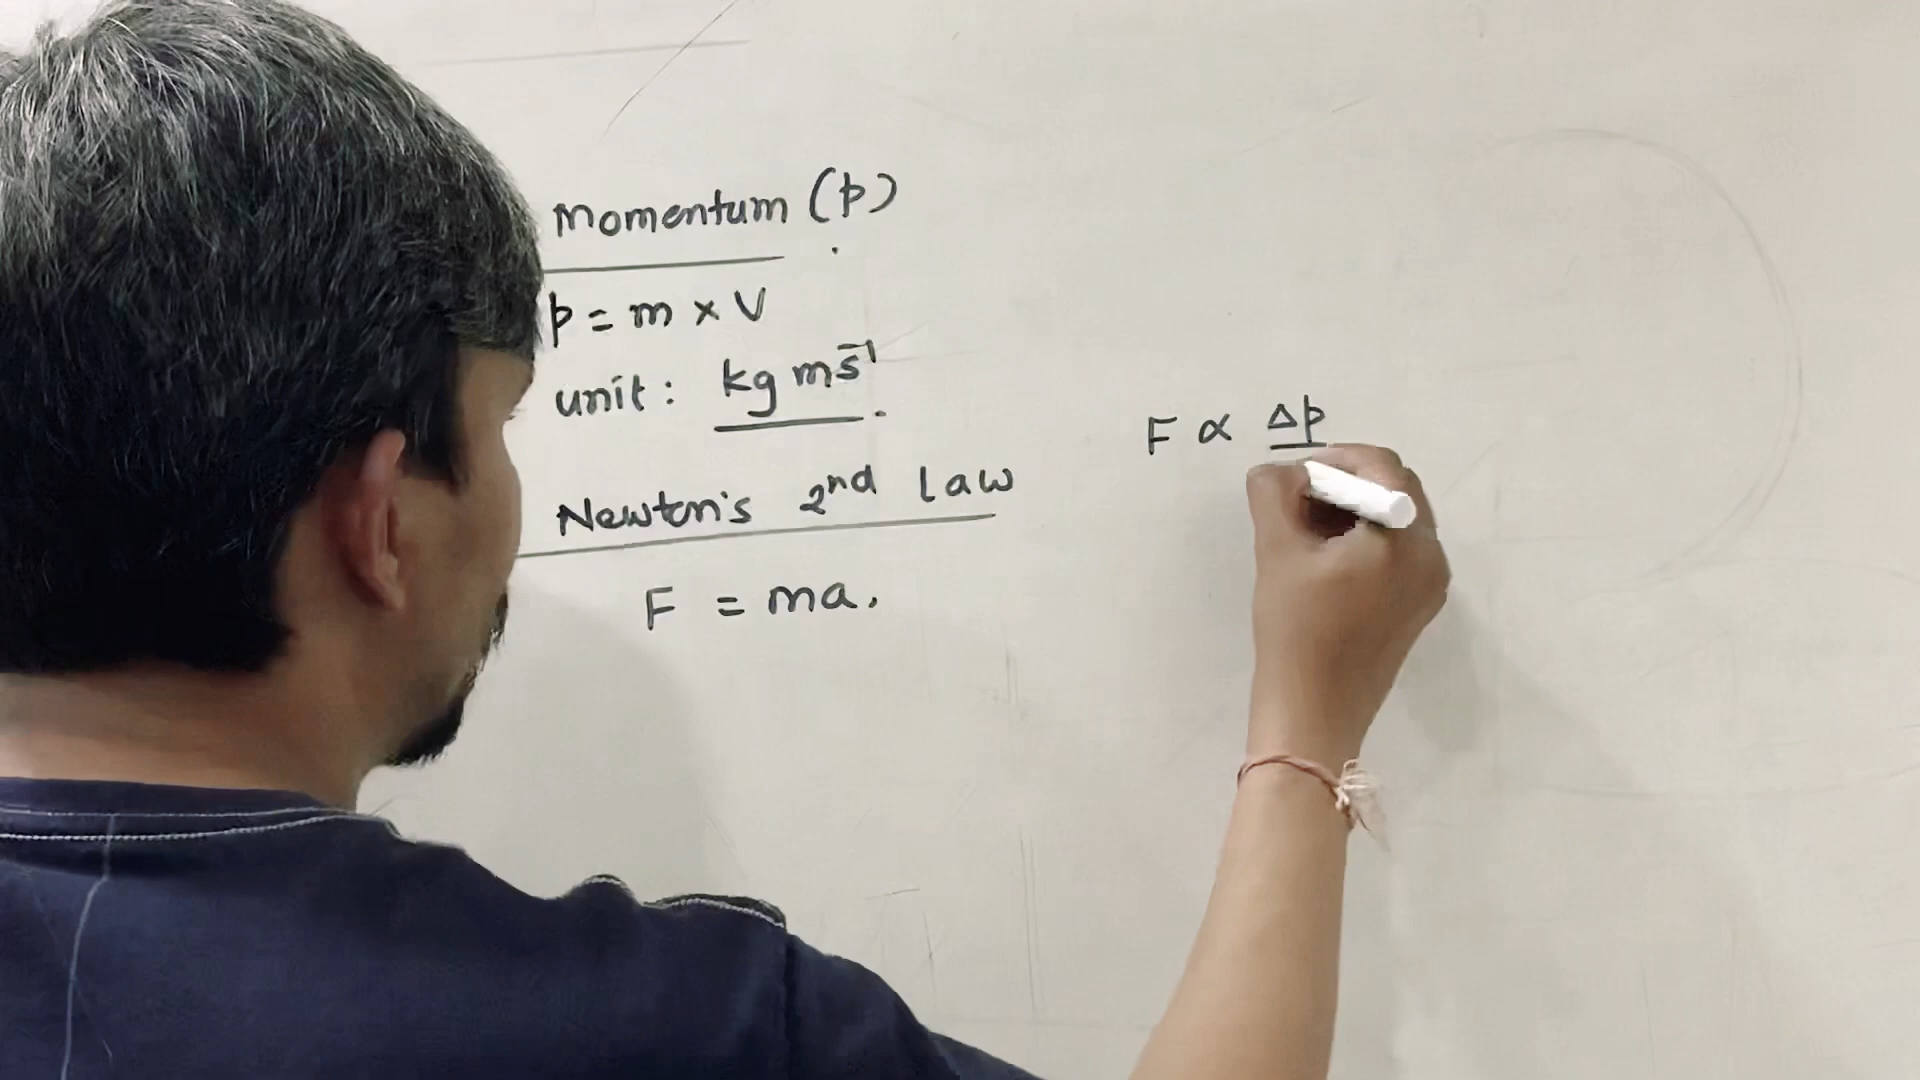 Momentum (p)
p = m × V
unit: kg ms⁻¹.
Newton's 2nd Law
F = ma.
F ∝ Δp